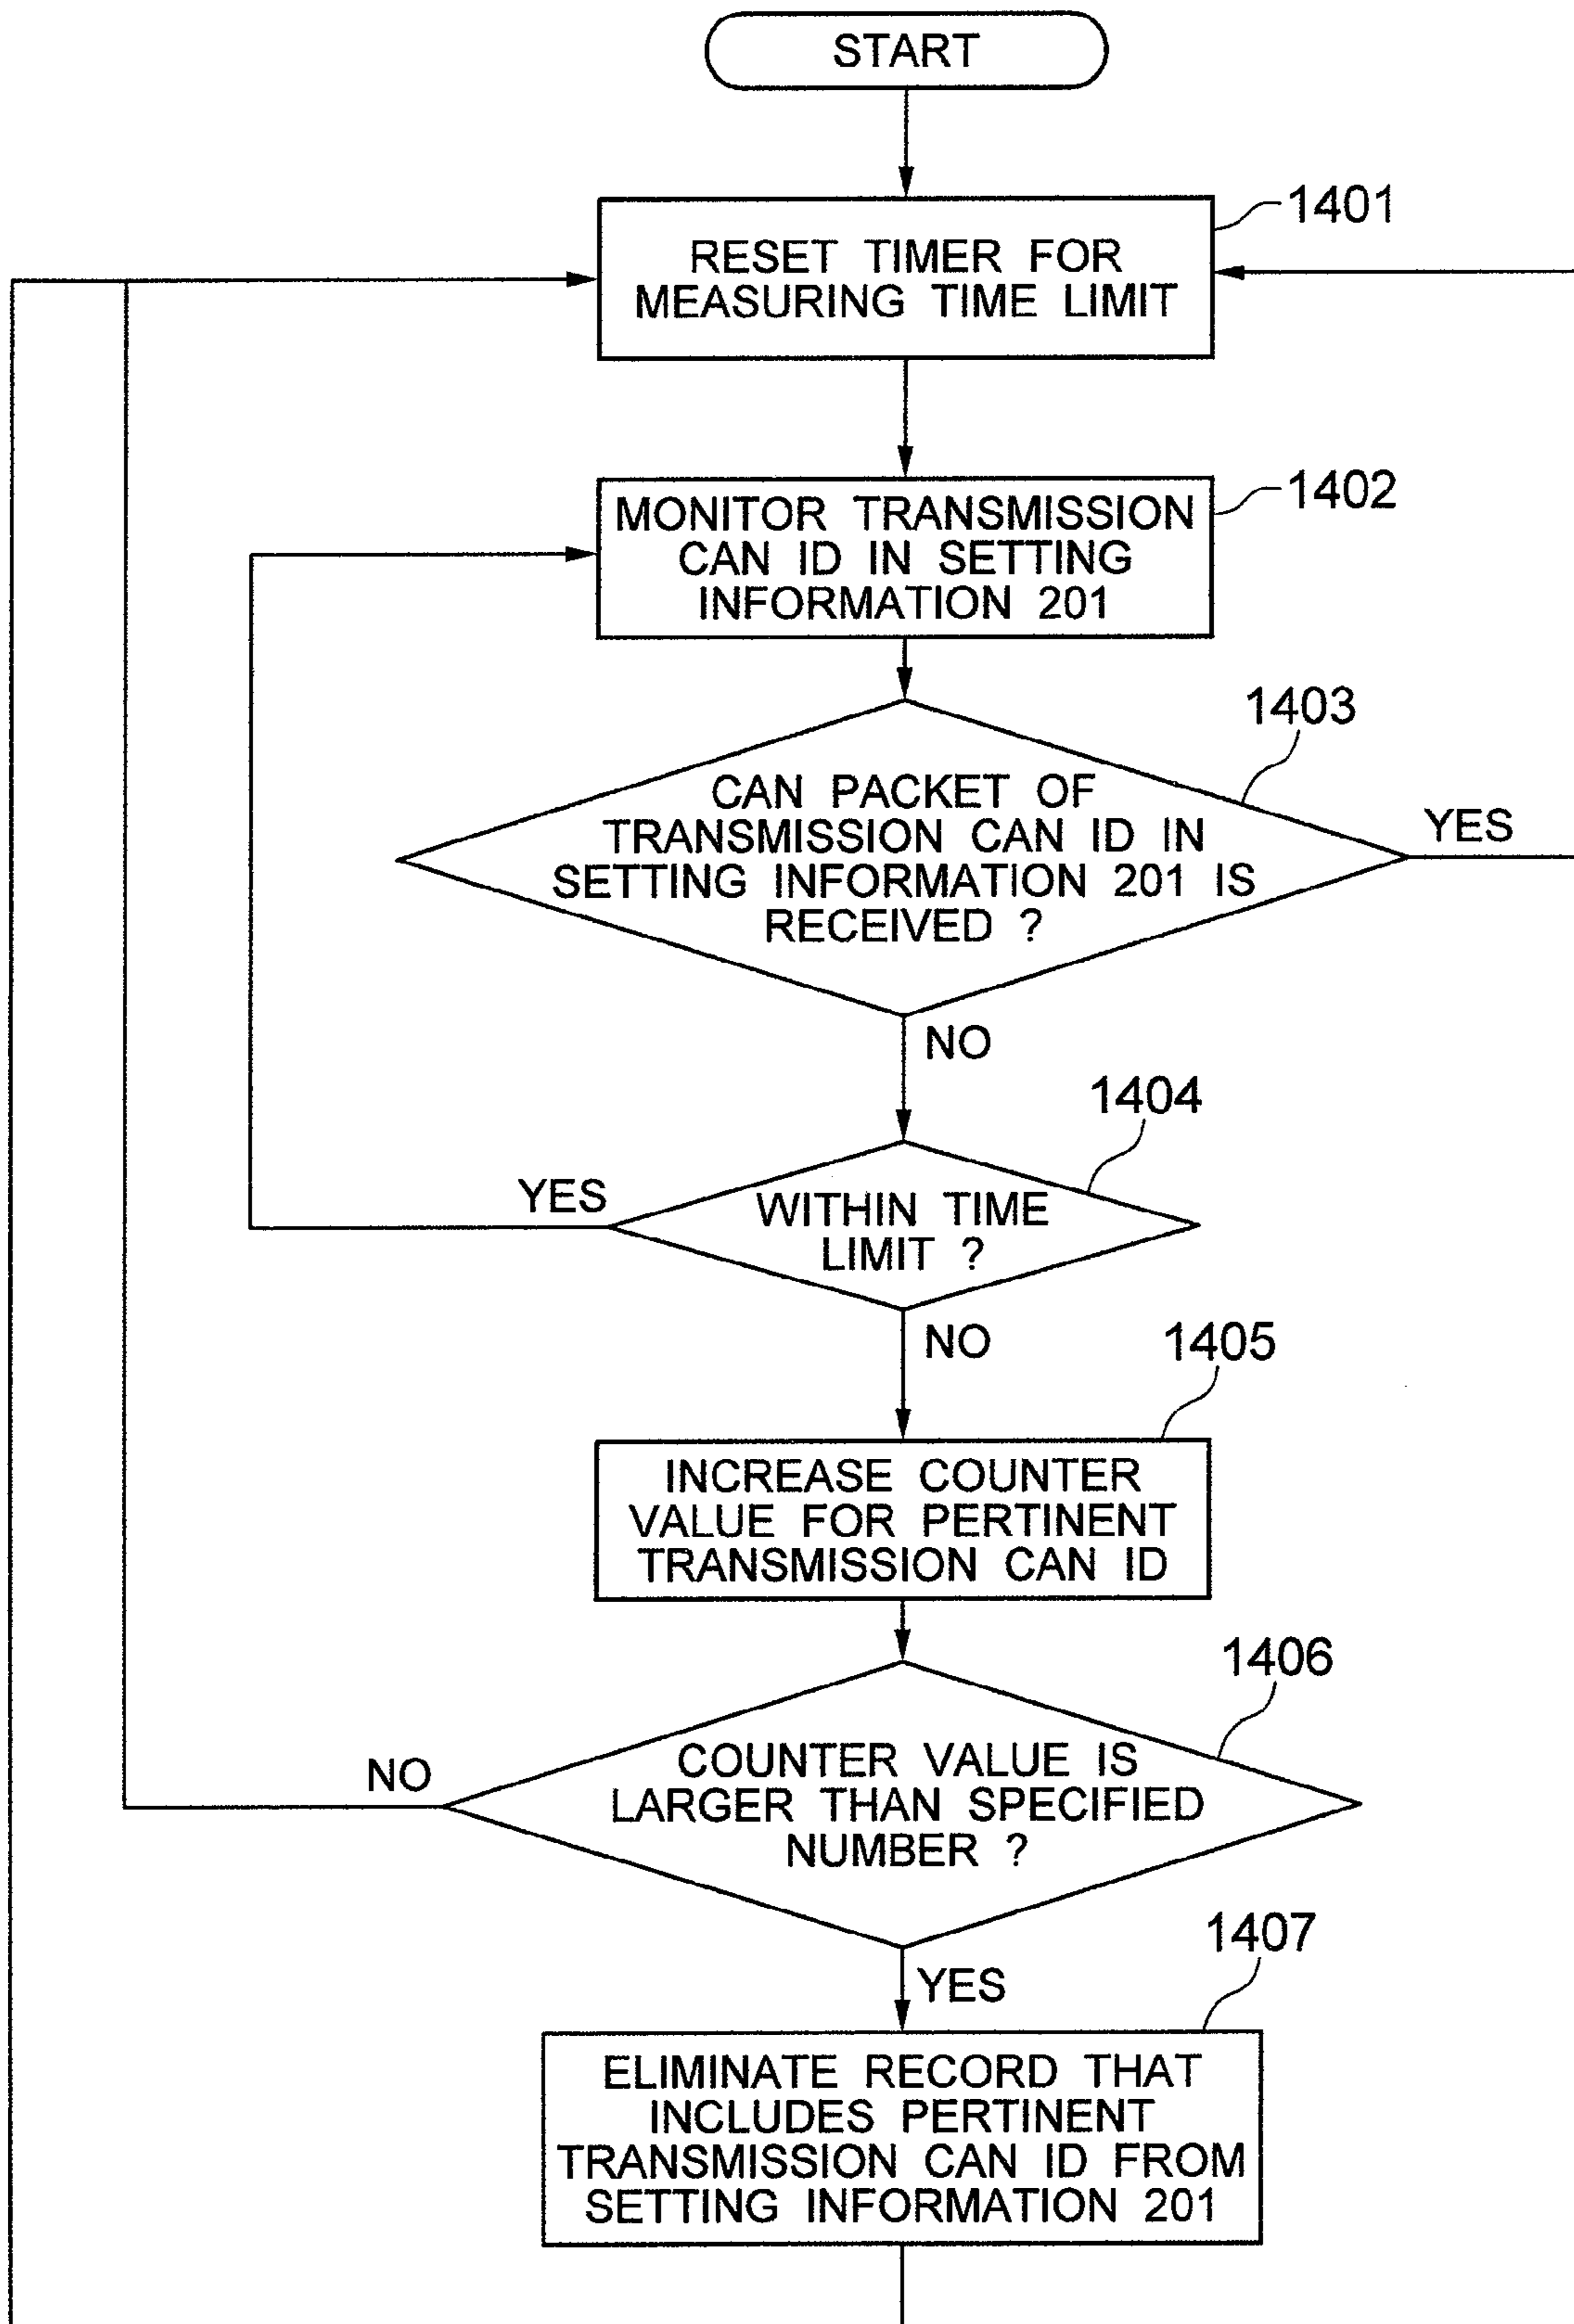 START
1401
RESET TIMER FOR
MEASURING TIME LIMIT
1402
MONITOR TRANSMISSION
CAN ID IN SETTING
INFORMATION 201
1403
CAN PACKET OF
TRANSMISSION CAN ID IN
SETTING INFORMATION 201 IS
RECEIVED ?
YES
NO
1404
YES
WITHIN TIME
LIMIT ?
NO
1405
INCREASE COUNTER
VALUE FOR PERTINENT
TRANSMISSION CAN ID
1406
NO
COUNTER VALUE IS
LARGER THAN SPECIFIED
NUMBER ?
1407
YES
ELIMINATE RECORD THAT
INCLUDES PERTINENT
TRANSMISSION CAN ID FROM
SETTING INFORMATION 201